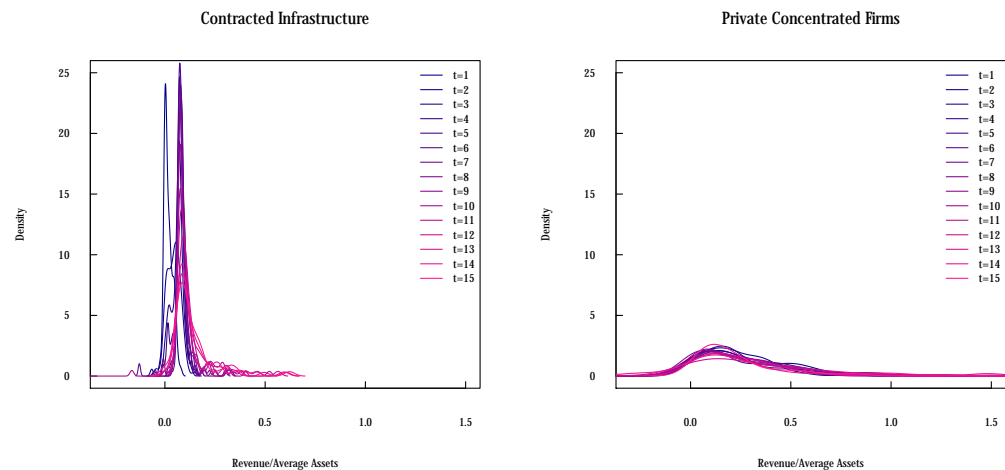 Contracted Infrastructure
25
20
15
10
5
0
Density
0.0 0.5 1.0 1.5
Revenue/Average Assets
t=1
t=2
t=3
t=4
t=5
t=6
t=7
t=8
t=9
t=10
t=11
t=12
t=13
t=14
t=15
Private Concentrated Firms
25
20
15
10
5
0
Density
0.0 0.5 1.0 1.5
Revenue/Average Assets
t=1
t=2
t=3
t=4
t=5
t=6
t=7
t=8
t=9
t=10
t=11
t=12
t=13
t=14
t=15